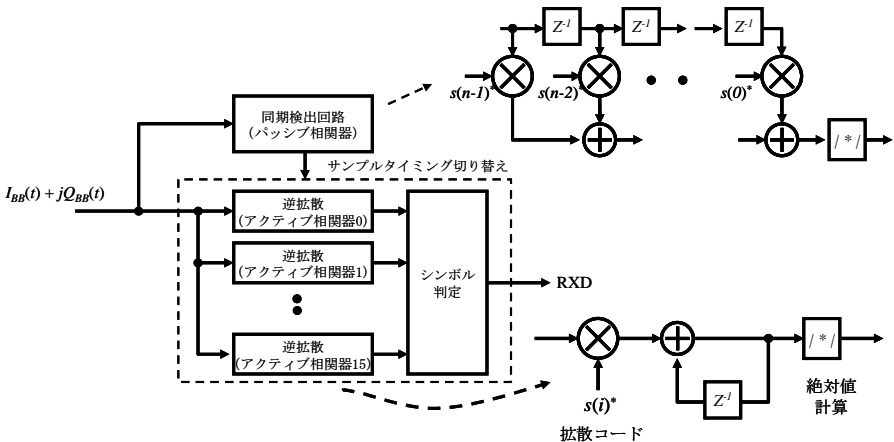 Z⁻¹
Z⁻¹
Z⁻¹
s(n-1)*
s(n-2)*
s(0)*
/ * /
同期検出回路
(パッシブ相関器)
サンプルタイミング切り替え
I_BB(t) + jQ_BB(t)
逆拡散
(アクティブ相関器0)
逆拡散
(アクティブ相関器1)
逆拡散
(アクティブ相関器15)
シンボル
判定
RXD
/ * /
Z⁻¹
s(i)*
拡散コード
絶対値
計算